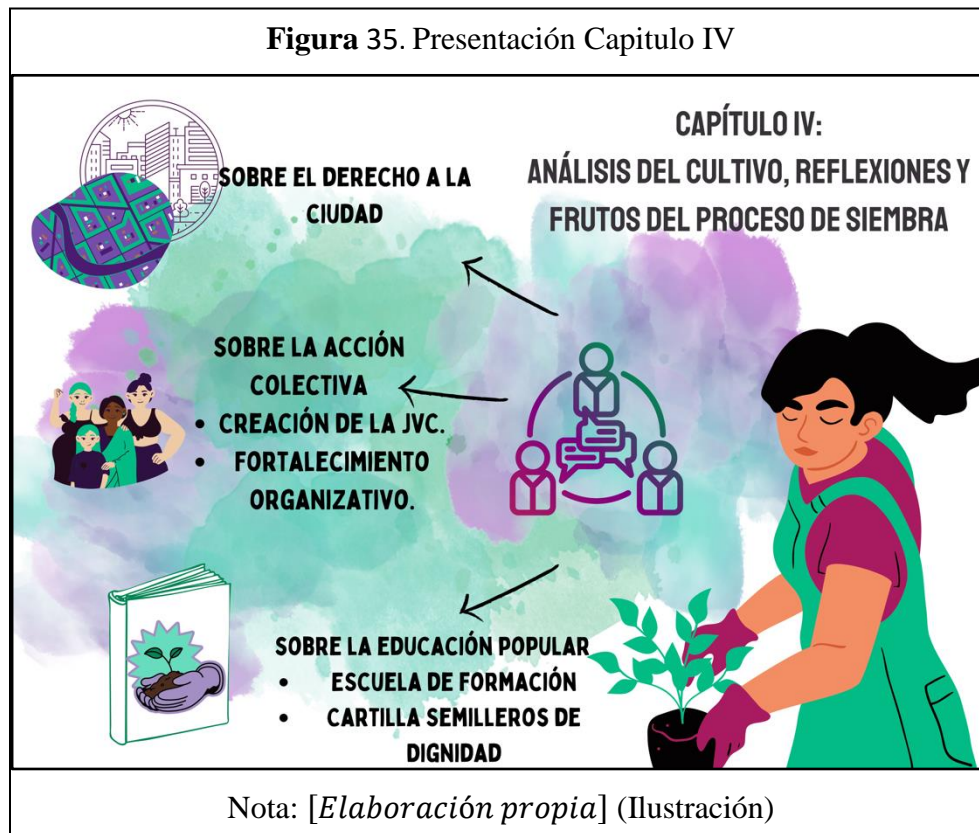 Figura 35. Presentación Capitulo IV
CAPÍTULO IV:
ANÁLISIS DEL CULTIVO, REFLEXIONES Y
FRUTOS DEL PROCESO DE SIEMBRA
SOBRE EL DERECHO A LA
CIUDAD
SOBRE LA ACCIÓN
COLECTIVA
• CREACIÓN DE LA JVC.
• FORTALECIMIENTO
ORGANIZATIVO.
SOBRE LA EDUCACIÓN POPULAR
• ESCUELA DE FORMACIÓN
• CARTILLA SEMILLEROS DE
DIGNIDAD
Nota: [Elaboración propia] (Ilustración)